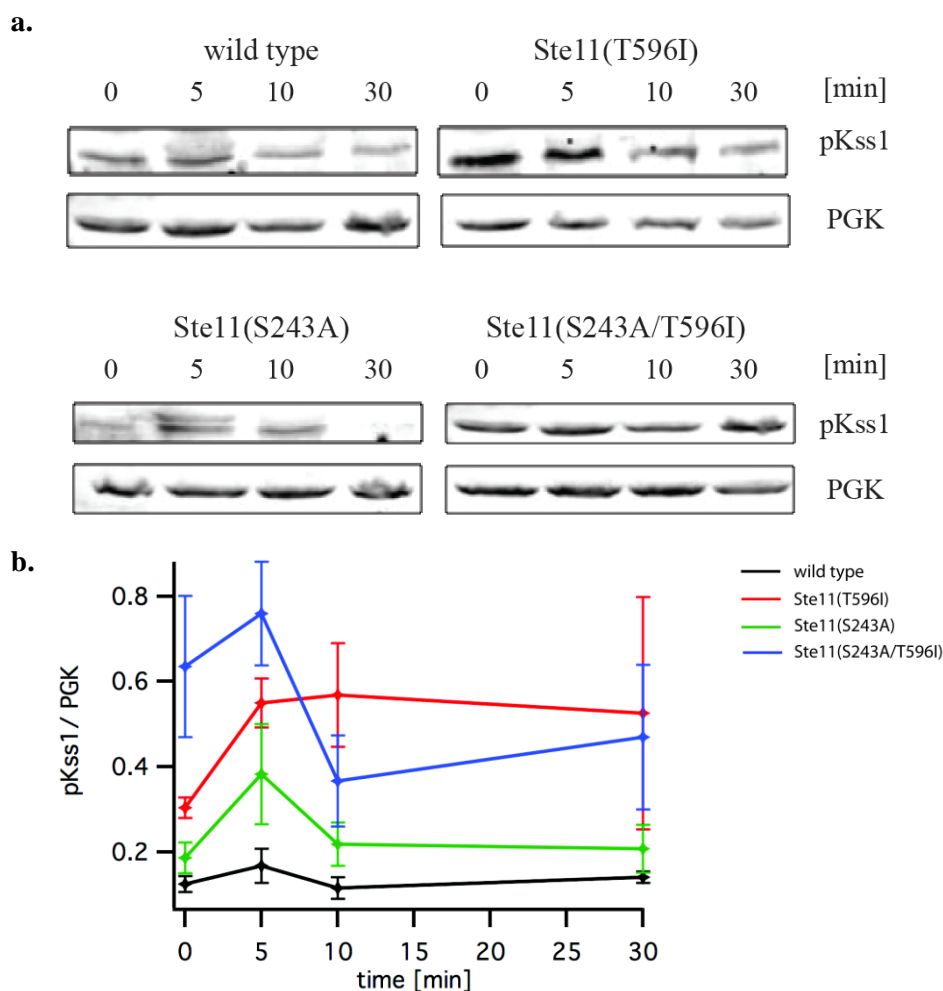 a.
wild type Ste11(T596I)
0 5 10 30 0 5 10 30 [min]
pKss1
PGK
Ste11(S243A) Ste11(S243A/T596I)
0 5 10 30 0 5 10 30 [min]
pKss1
PGK
b.
wild type
Ste11(T596I)
Ste11(S243A)
Ste11(S243A/T596I)
0.8
0.6
0.4
0.2
pKss1 / PGK
0 5 10 15 20 25 30
time [min]